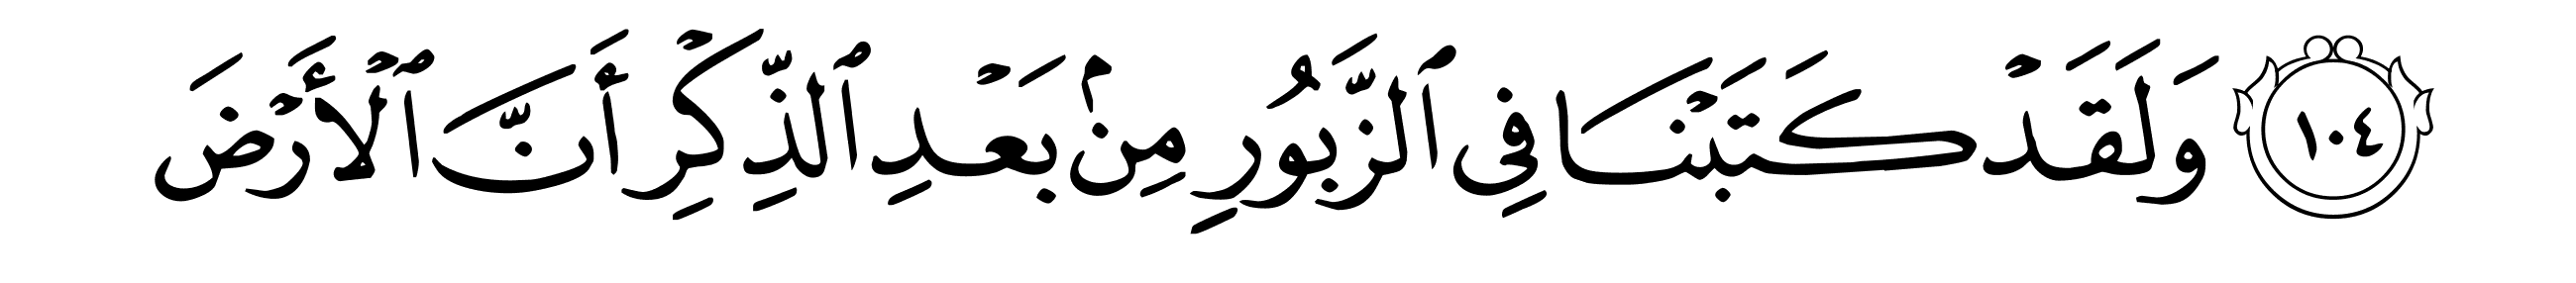 ١٠٤ وَلَقَدْ كَتَبْنَا فِى ٱلزَّبُورِ مِنۢ بَعْدِ ٱلذِّكْرِ أَنَّ ٱلْأَرْضَ